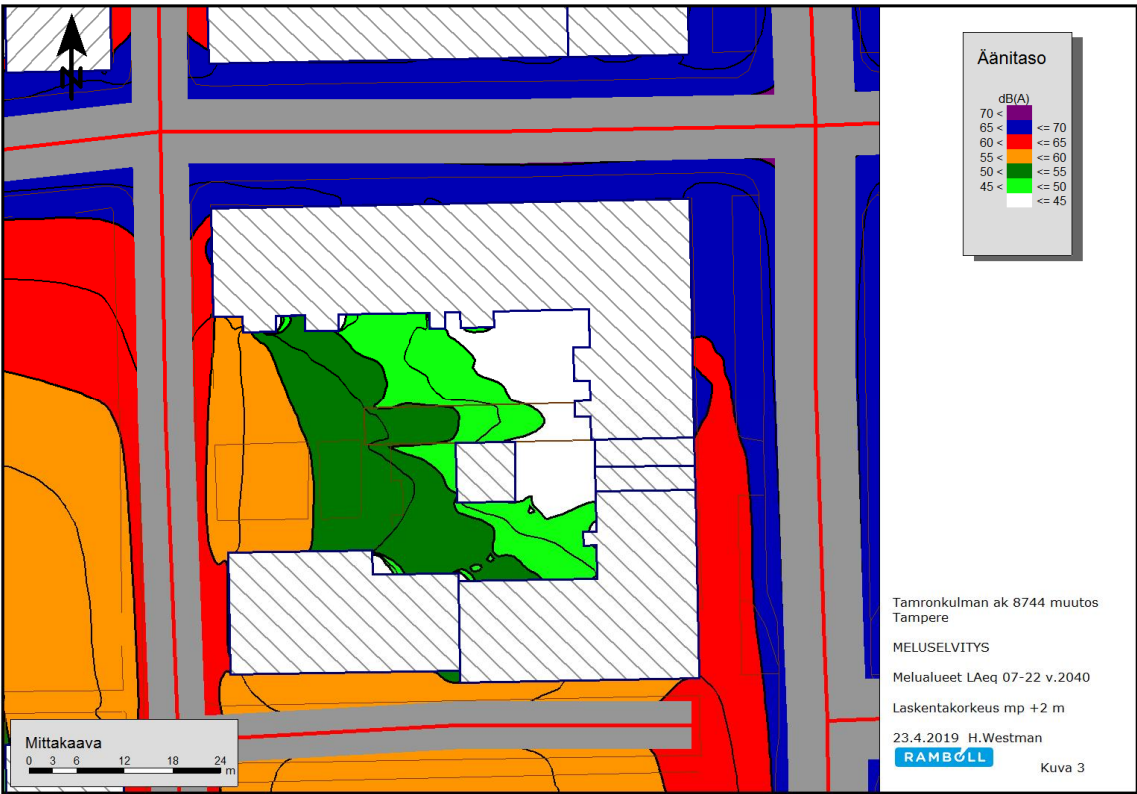 N
Äänitaso
dB(A)
70 <
65 < <= 70
60 < <= 65
55 < <= 60
50 < <= 55
45 < <= 50
<= 45
Tamronkulman ak 8744 muutos
Tampere
MELUSELVITYS
Melualueet LAeq 07-22 v.2040
Laskentakorkeus mp +2 m
23.4.2019 H.Westman
RAMBOLL
Kuva 3
Mittakaava
0 3 6 12 18 24
m